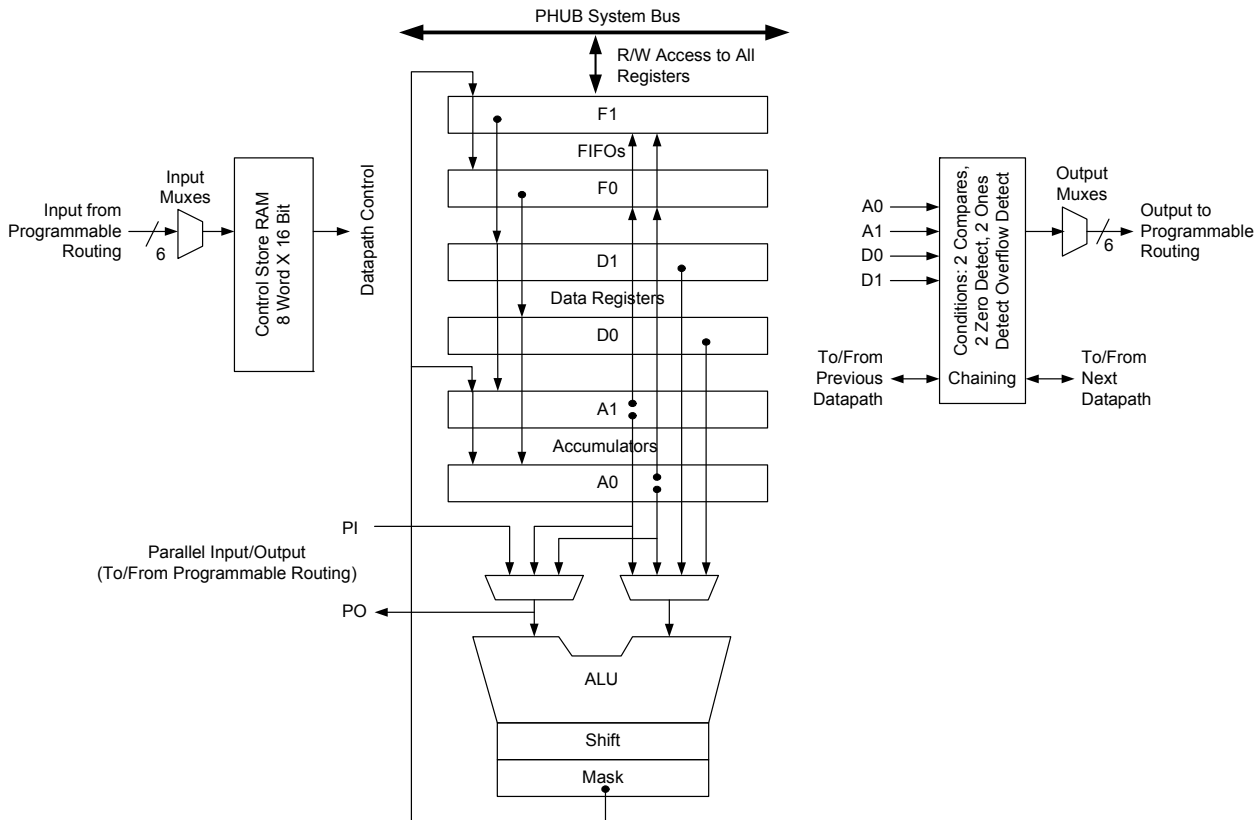 PHUB System Bus
R/W Access to All
Registers
F1
FIFOs
F0
D1
Data Registers
D0
A1
Accumulators
A0
Input from
Programmable
Routing
6
Input
Muxes
Control Store RAM
8 Word X 16 Bit
Datapath Control
PI
Parallel Input/Output
(To/From Programmable Routing)
PO
ALU
Shift
Mask
A0
A1
D0
D1
Conditions: 2 Compares,
2 Zero Detect, 2 Ones
Detect Overflow Detect
Chaining
To/From
Previous
Datapath
To/From
Next
Datapath
Output
Muxes
6
Output to
Programmable
Routing